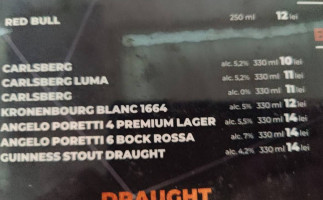 RED BULL 250 ml 12 lei
CARLSBERG alc. 5,2% 330 ml 10 lei
CARLSBERG LUMA alc. 5,2% 330 ml 11 lei
CARLSBERG alc. 0% 330 ml 11 lei
KRONENBOURG BLANC 1664 alc. 5% 330 ml 12 lei
ANGELO PORETTI 4 PREMIUM LAGER alc. 5,5% 330 ml 14 lei
ANGELO PORETTI 6 BOCK ROSSA alc. 7% 330 ml 14 lei
GUINNESS STOUT DRAUGHT alc. 4,2% 330 ml 14 lei
DRAUGHT